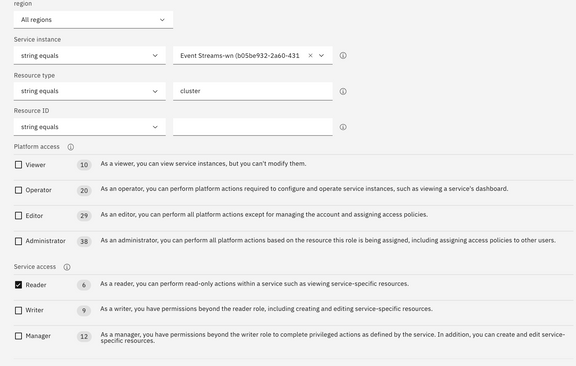 region
All regions
Service instance
string equals
Event Streams-wn (b05be932-2a60-431
Resource type
string equals
cluster
Resource ID
string equals
Platform access
Viewer 10 As a viewer, you can view service instances, but you can't modify them.
Operator 20 As an operator, you can perform platform actions required to configure and operate service instances, such as viewing a service's dashboard.
Editor 29 As an editor, you can perform all platform actions except for managing the account and assigning access policies.
Administrator 38 As an administrator, you can perform all platform actions based on the resource this role is being assigned, including assigning access policies to other users.
Service access
Reader 6 As a reader, you can perform read-only actions within a service such as viewing service-specific resources.
Writer 9 As a writer, you have permissions beyond the reader role, including creating and editing service-specific resources.
Manager 12 As a manager, you have permissions beyond the writer role to complete privileged actions as defined by the service. In addition, you can create and edit service-
specific resources.